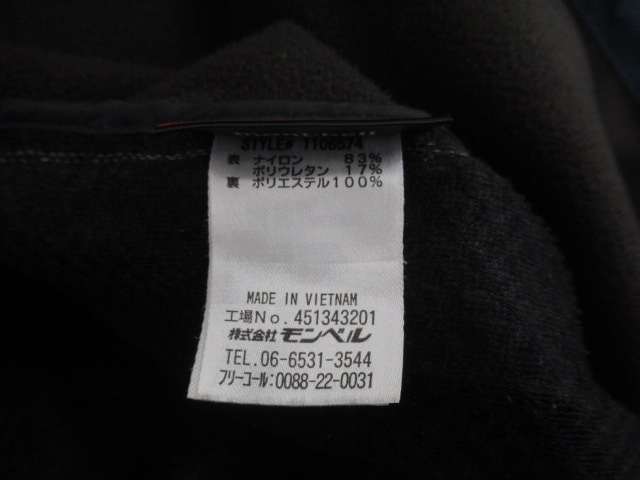 STYLE# 1106574
表 ナイロン 83%
ポリウレタン 17%
裏 ポリエステル100%
MADE IN VIETNAM
工場No.451343201
株式会社 モンベル
TEL.06-6531-3544
フリーコール:0088-22-0031